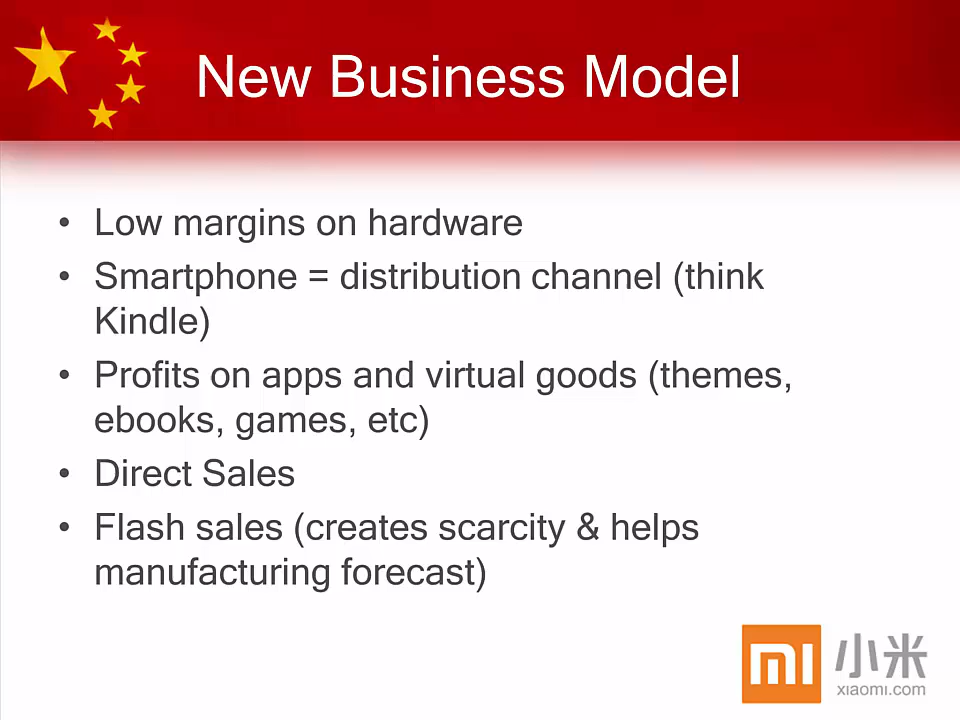 New Business Model
• Low margins on hardware
• Smartphone = distribution channel (think
Kindle)
• Profits on apps and virtual goods (themes,
ebooks, games, etc)
• Direct Sales
• Flash sales (creates scarcity & helps
manufacturing forecast)
mi 小米
xiaomi.com